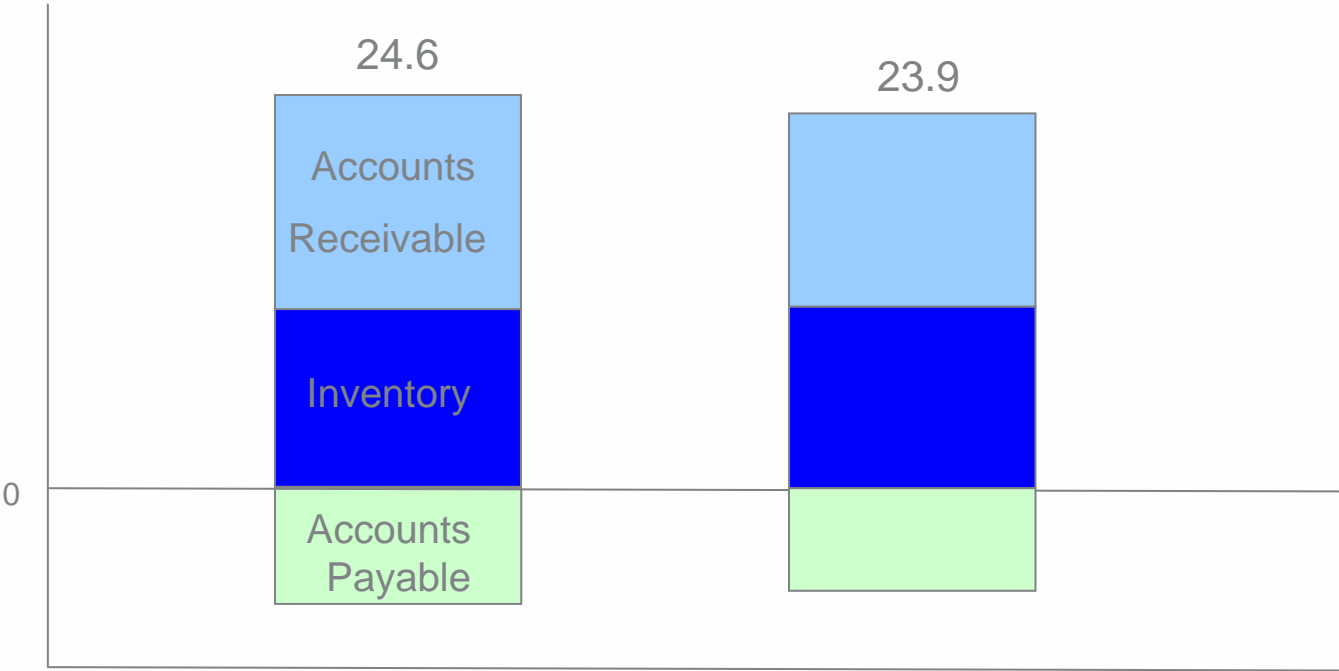 24.6
23.9
Accounts
Receivable
Inventory
0
Accounts
Payable